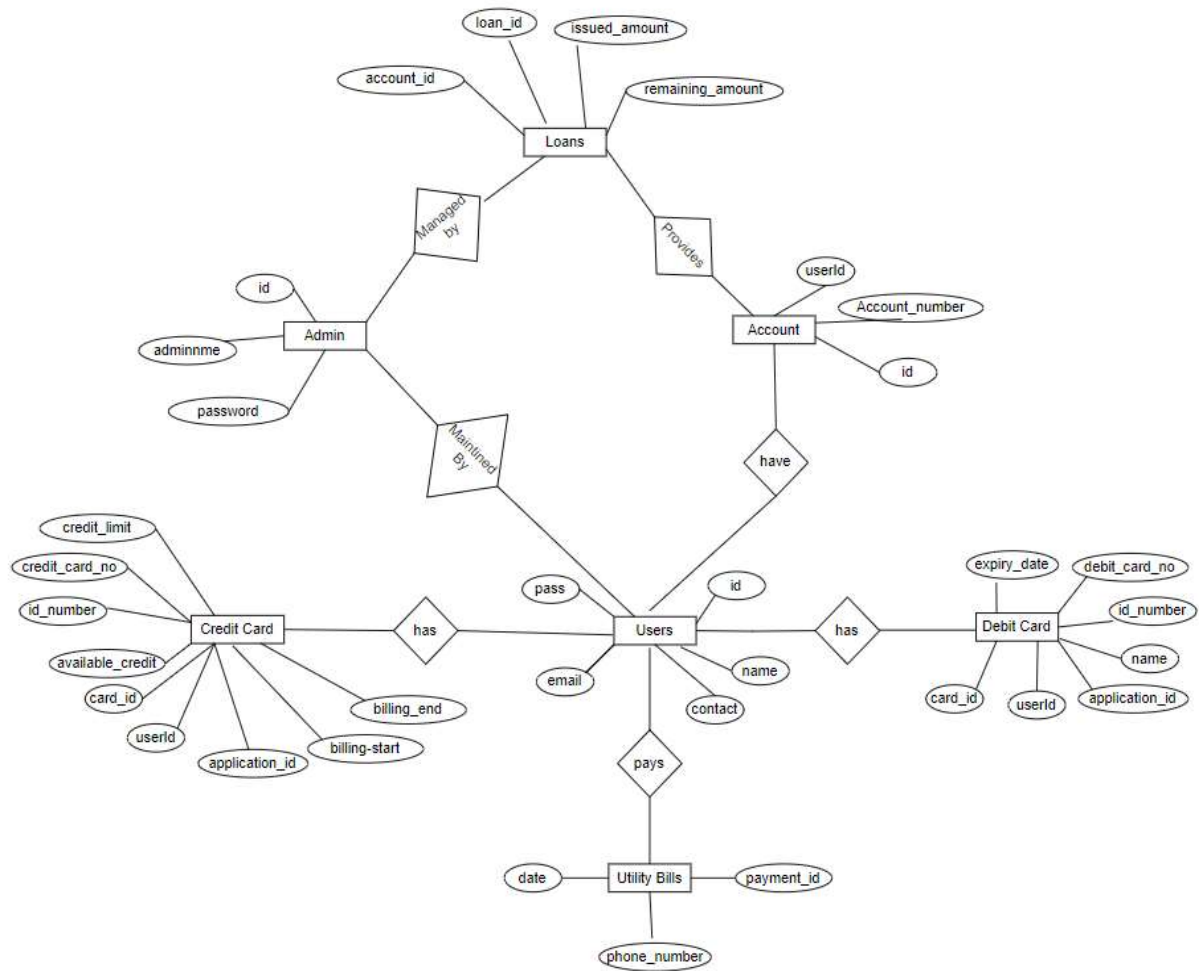 loan_id
issued_amount
account_id
remaining_amount
Loans
Managed
by
Provides
userId
id
Account_number
Admin
Account
adminnme
id
password
Maintined
By
have
credit_limit
credit_card_no
expiry_date
debit_card_no
pass
id
id_number
id_number
Credit Card
has
Users
has
Debit Card
available_credit
name
name
email
card_id
card_id
userId
application_id
contact
billing_end
userId
billing-start
application_id
pays
date
Utility Bills
payment_id
phone_number